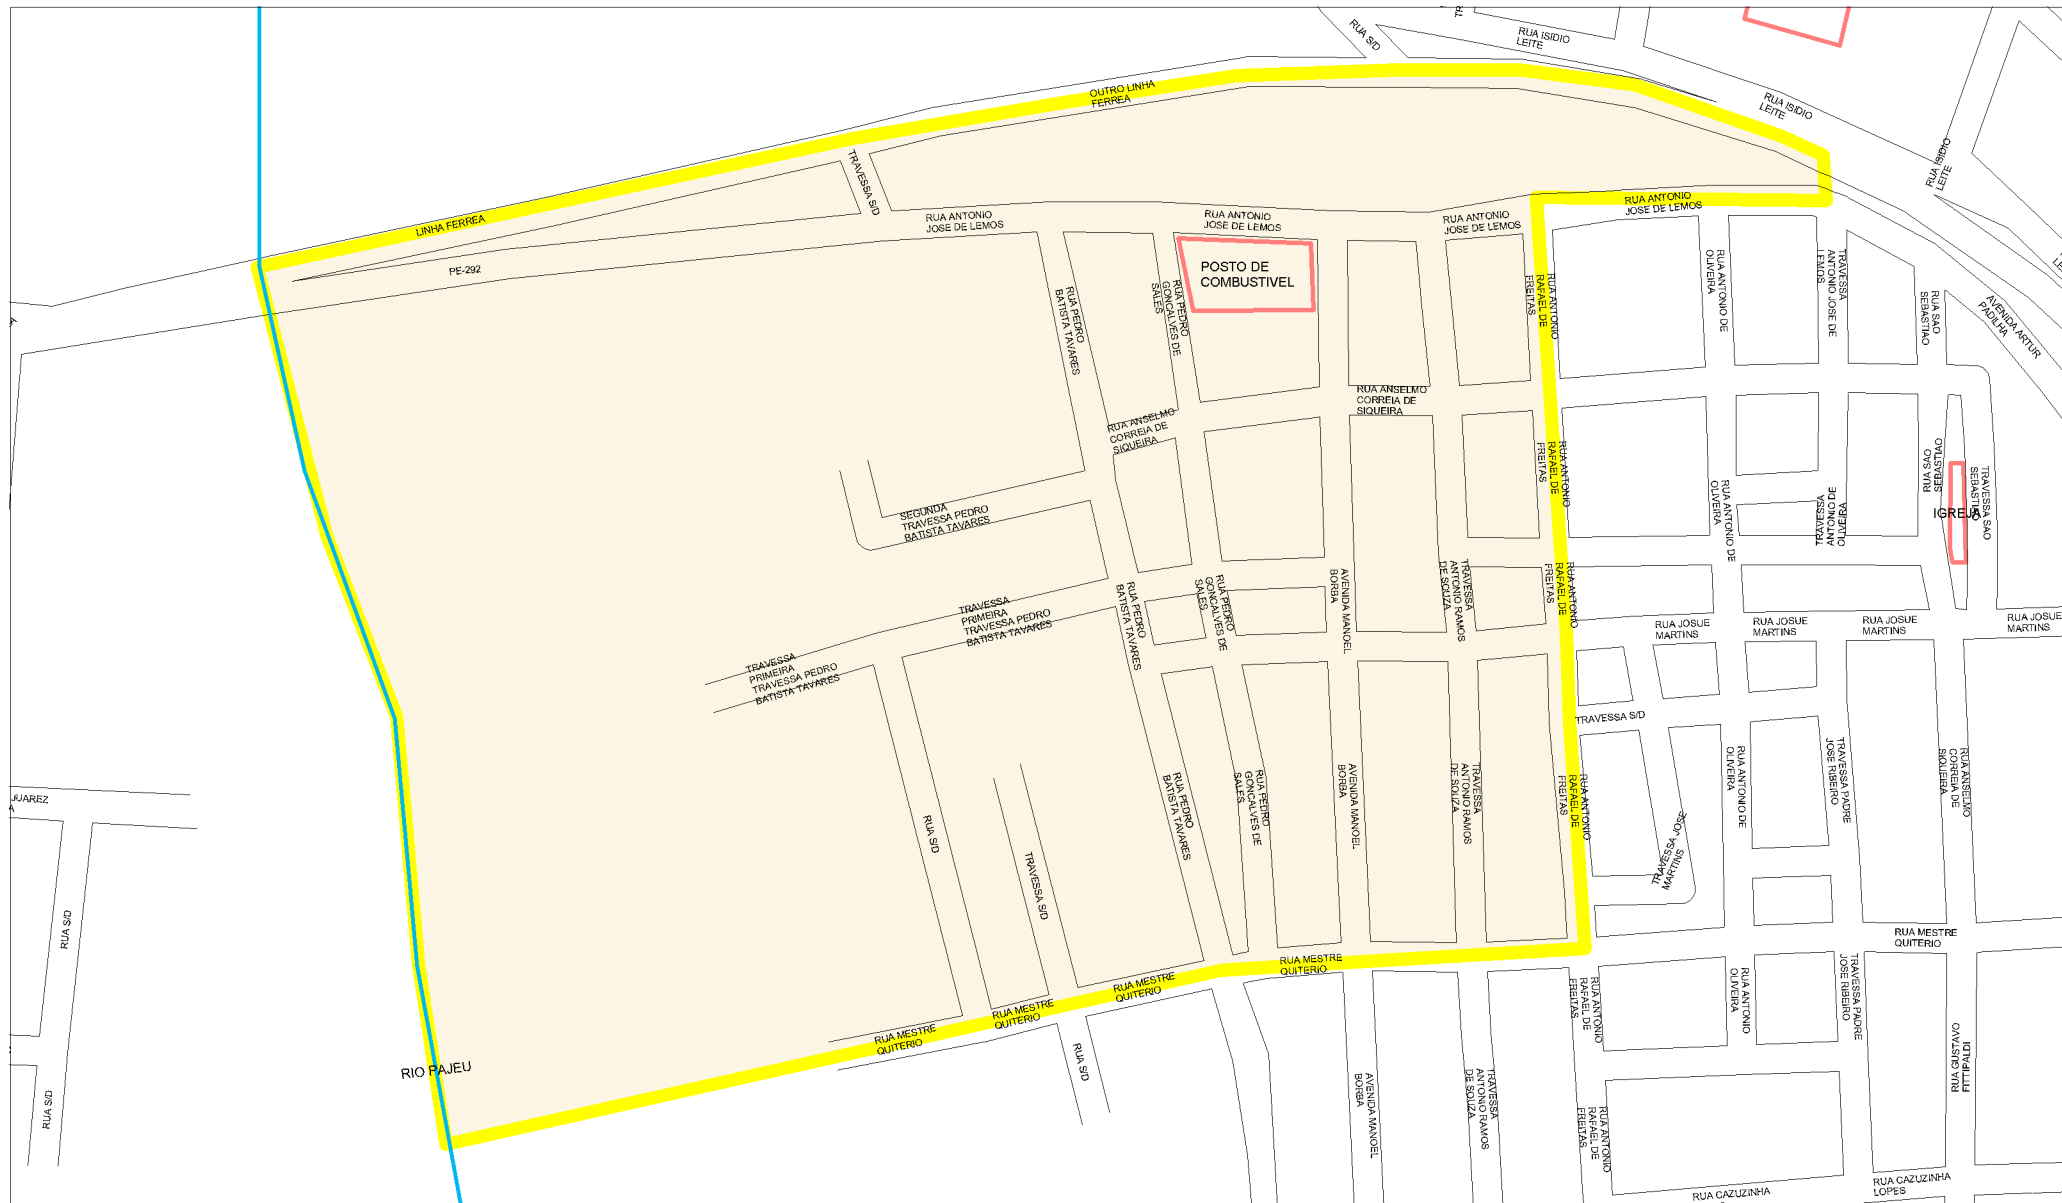 RUA S/D
RUA ISIDIO
LEITE
TR
RUA ISIDIO
LEITE
RUA ISIDIO
LEITE
OUTRO LINHA
FERREA
TRAVESSA S/D
LINHA FERREA
PE-292
RUA ANTONIO
JOSE DE LEMOS
RUA ANTONIO
JOSE DE LEMOS
RUA ANTONIO
JOSE DE LEMOS
RUA ANTONIO
JOSE DE LEMOS
POSTO DE
COMBUSTIVEL
RUA PEDRO
BATISTA TAVARES
RUA PEDRO
GONCALVES DE
SALES
RUA ANTONIO
RAFAEL DE
FREITAS
RUA ANTONIO DE
OLIVEIRA
TRAVESSA
ANTONIO JOSE DE
LEMOS
RUA SAO
SEBASTIAO
AVENIDA ARTUR
PADILHA
RUA ANSELMO
CORREIA DE
SIQUEIRA
RUA ANSELMO
CORREIA DE
SIQUEIRA
RUA ANTONIO
RAFAEL DE
FREITAS
RUA ANTONIO DE
OLIVEIRA
TRAVESSA
ANTONIO DE
OLIVEIRA
RUA SAO
SEBASTIAO
TRAVESSA SAO
SEBASTIAO
IGREJA
SEGUNDA
TRAVESSA PEDRO
BATISTA TAVARES
TRAVESSA
PRIMEIRA
TRAVESSA PEDRO
BATISTA TAVARES
TRAVESSA
PRIMEIRA
TRAVESSA PEDRO
BATISTA TAVARES
RUA PEDRO
BATISTA TAVARES
RUA PEDRO
GONCALVES DE
SALES
AVENIDA MANOEL
BORBA
TRAVESSA
ANTONIO RAMOS
DE SOUZA
RUA ANTONIO
RAFAEL DE
FREITAS
RUA JOSUE
MARTINS
RUA JOSUE
MARTINS
RUA JOSUE
MARTINS
RUA JOSUE
MARTINS
TRAVESSA S/D
RUA PEDRO
BATISTA TAVARES
RUA PEDRO
GONCALVES DE
SALES
AVENIDA MANOEL
BORBA
TRAVESSA
ANTONIO RAMOS
DE SOUZA
RUA ANTONIO
RAFAEL DE
FREITAS
TRAVESSA JOSE
MARTINS
RUA ANTONIO DE
OLIVEIRA
TRAVESSA PADRE
JOSE RIBEIRO
RUA ANSELMO
CORREIA DE
SIQUEIRA
JUAREZ
A
RUA S/D
RUA S/D
RUA S/D
TRAVESSA S/D
RUA MESTRE
QUITERIO
RUA MESTRE
QUITERIO
RUA MESTRE
QUITERIO
RUA MESTRE
QUITERIO
RUA MESTRE
QUITERIO
RIO PAJEU
RUA S/D
AVENIDA MANOEL
BORBA
TRAVESSA
ANTONIO RAMOS
DE SOUZA
RUA ANTONIO
RAFAEL DE
FREITAS
RUA ANTONIO
RAFAEL DE
FREITAS
RUA ANTONIO
OLIVEIRA
TRAVESSA PADRE
JOSE RIBEIRO
RUA GUSTAVO
FITTIPALDI
RUA CAZUZINHA
RUA CAZUZINHA
LOPES